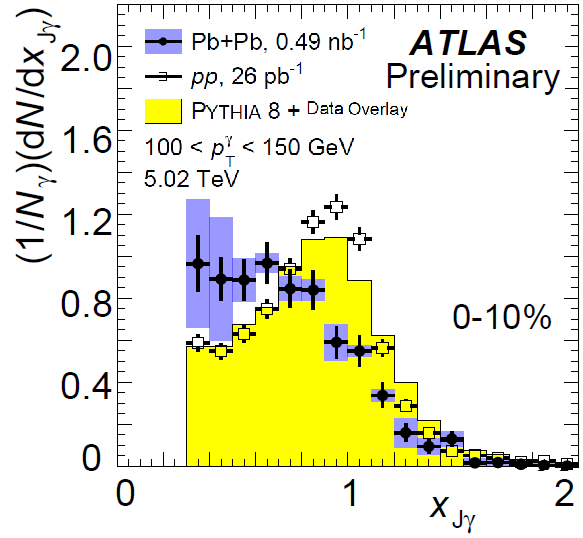 ATLAS
Preliminary
Pb+Pb, 0.49 nb⁻¹
pp, 26 pb⁻¹
PYTHIA 8 + Data Overlay
100 < p_T^γ < 150 GeV
5.02 TeV
0-10%
(1/N_γ)(dN/dx_Jγ)
2.0
1.6
1.2
0.8
0.4
0
0 1 2
x_Jγ